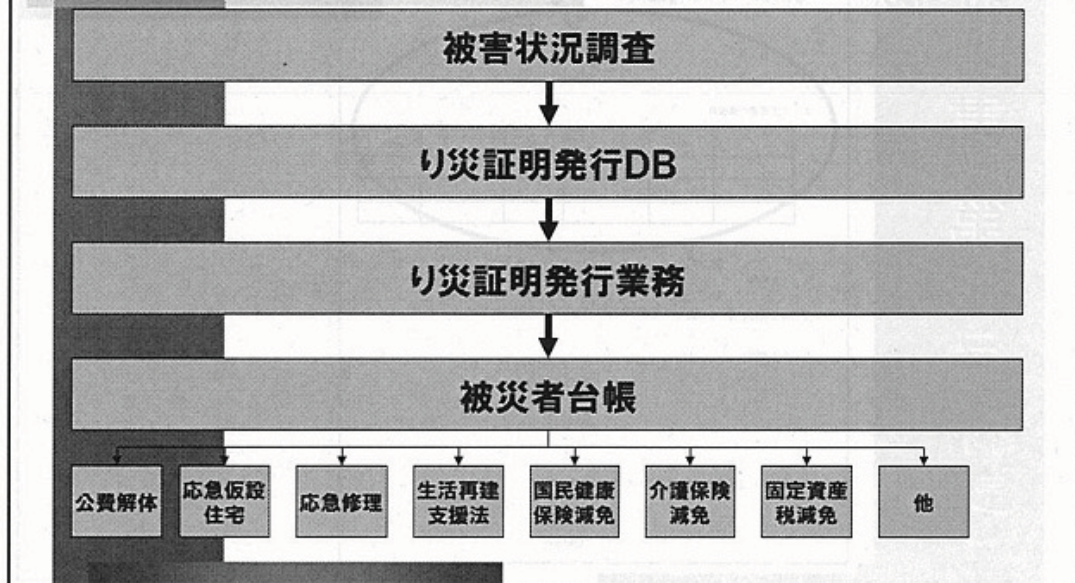 被害状況調査
り災証明発行DB
り災証明発行業務
被災者台帳
公費解体
応急仮設
住宅
応急修理
生活再建
支援法
国民健康
保険減免
介護保険
減免
固定資産
税減免
他